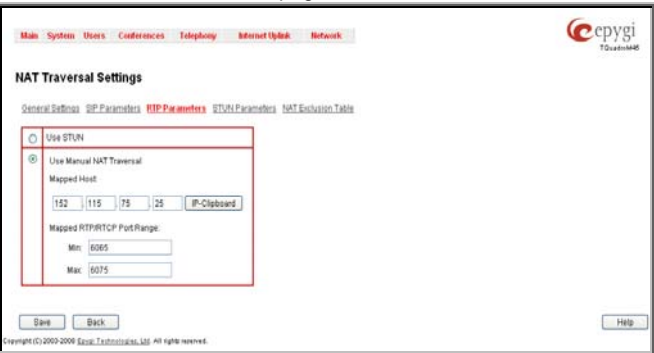 epygi
Main System Users Conferences Telephony Internet Uplink Network
NAT Traversal Settings
General Settings SIP Parameters RTP Parameters STUN Parameters NAT Exclusion Table
Use STUN
Use Manual NAT Traversal
Mapped Host:
152 . 115 . 75 . 25 IP-Clipboard
Mapped RTP/RTCP Port Range:
Min: 6065
Max: 6075
Save Back Help
Copyright (C) 2003-2008 Epygi Technologies, Ltd. All rights reserved.